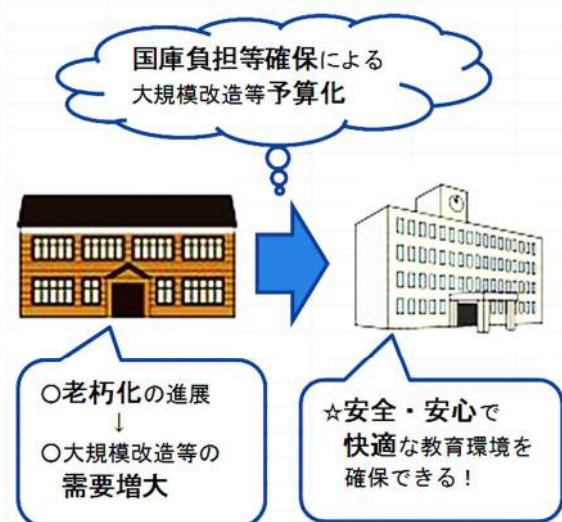 国庫負担等確保による
大規模改造等予算化
○老朽化の進展
↓
○大規模改造等の
需要増大
☆安全・安心で
快適な教育環境を
確保できる！